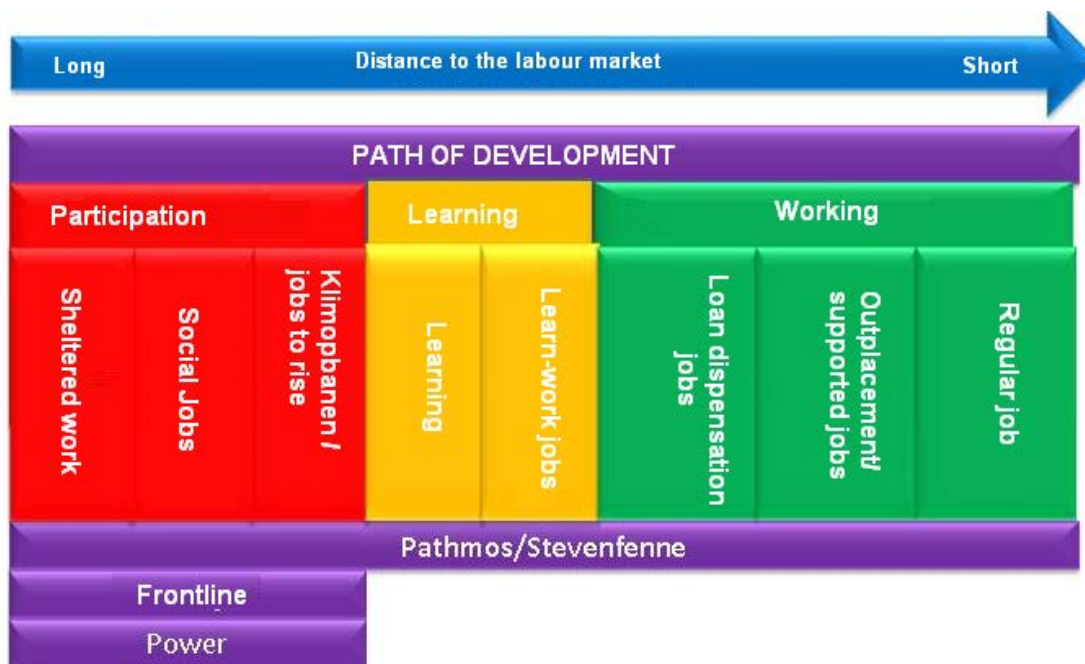 Long Distance to the labour market Short
PATH OF DEVELOPMENT
Participation Learning Working
Sheltered work
Social Jobs
Klimopbanen /
jobs to rise
Learning
Learn-work jobs
Loan dispensation
jobs
Outplacement/
supported jobs
Regular job
Pathmos/Stevenfenne
Frontline
Power